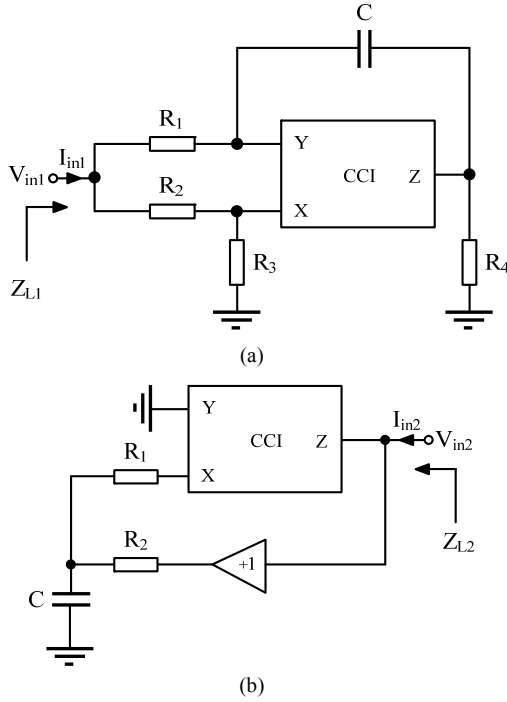 C
R1
Iin1
Vin1
Y
CCI
Z
R2
X
R3
R4
ZL1
(a)
Y
CCI
Z
Iin2
Vin2
R1
X
R2
+1
ZL2
C
(b)